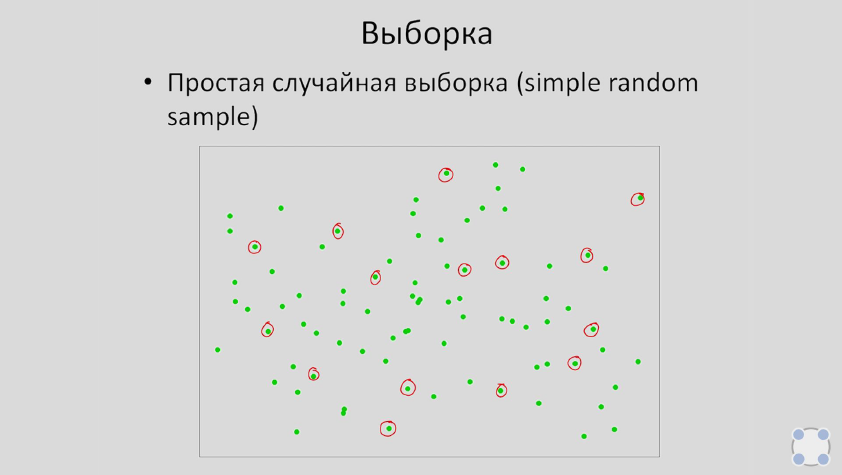 Выборка
• Простая случайная выборка (simple random
sample)